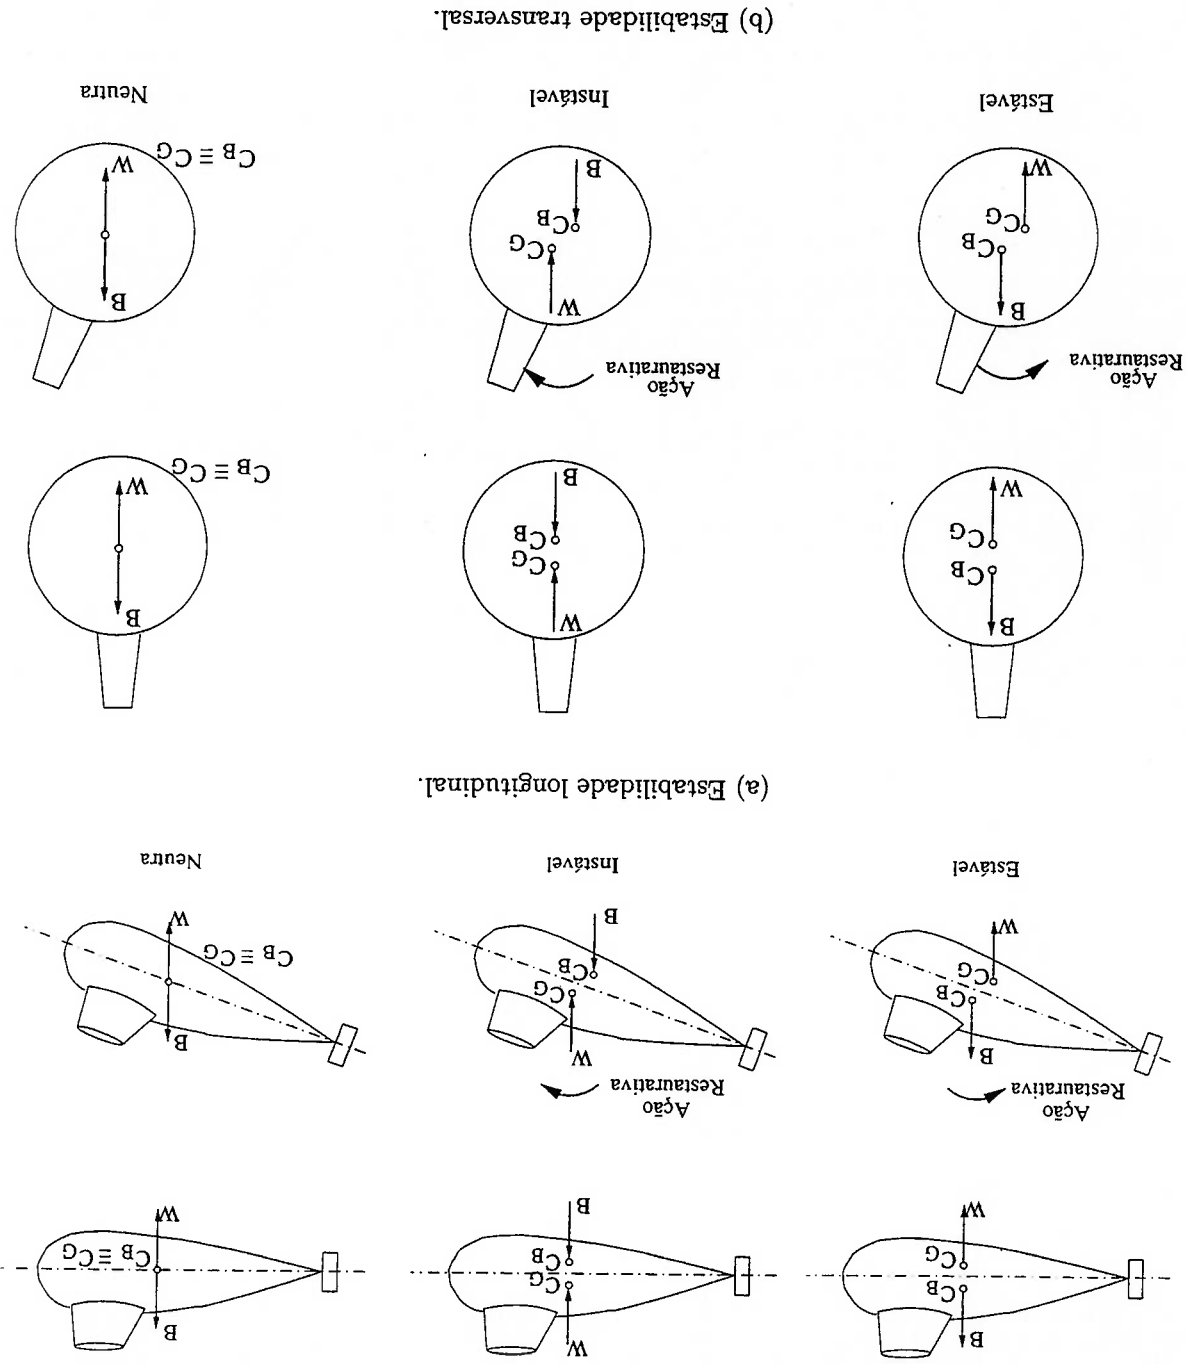 B
C_B
C_G
W
W
C_G
C_B
B
B
C_B ≡ C_G
W
Ação
Restaurativa
B
C_B
C_G
W
Ação
Restaurativa
W
C_G
C_B
B
B
C_B ≡ C_G
W
Estável
Instável
Neutra
(a) Estabilidade longitudinal.
B
C_B
C_G
W
W
C_G
C_B
B
B
W
C_B ≡ C_G
Ação
Restaurativa
B
C_B
C_G
W
Ação
Restaurativa
W
C_G
C_B
B
B
W
C_B ≡ C_G
Estável
Instável
Neutra
(b) Estabilidade transversal.